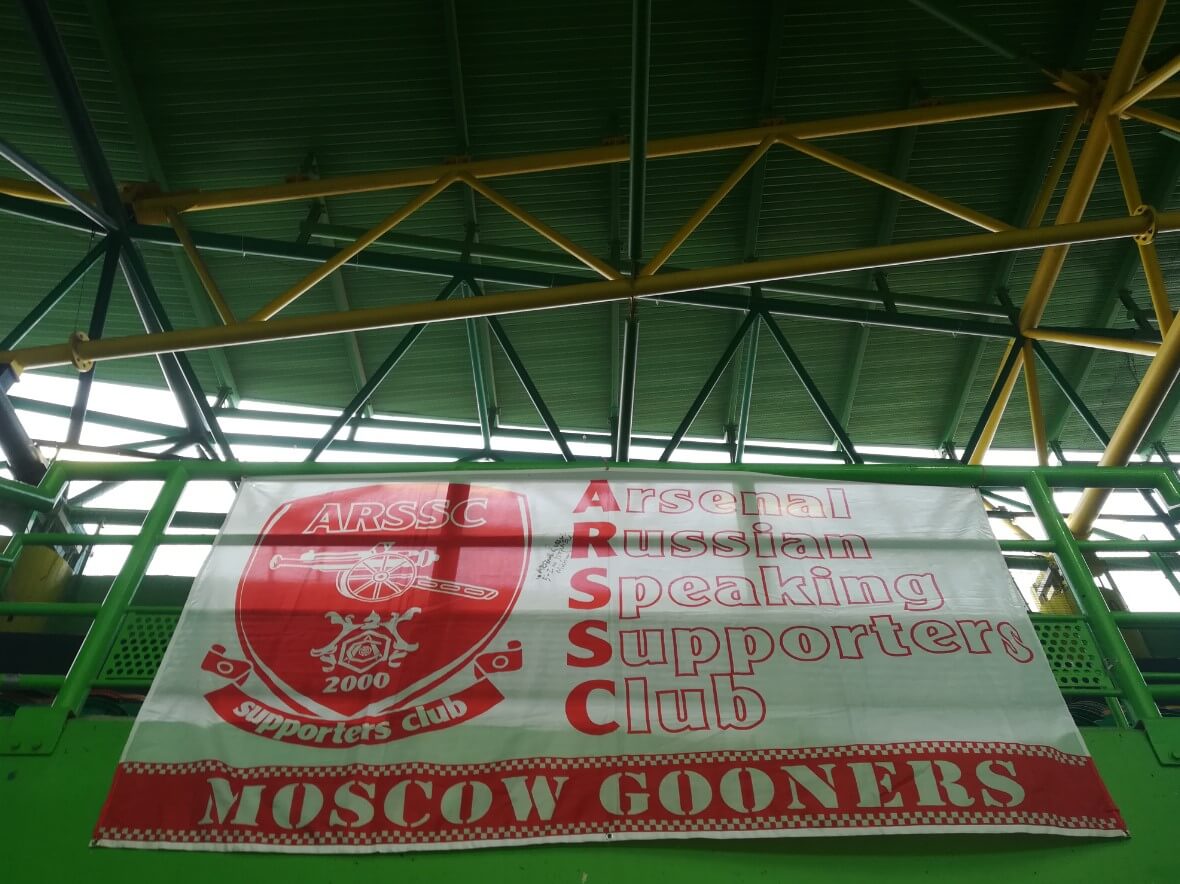 ARSSC
2000
supporters club
Arsenal
Russian
Speaking
Supporters
Club
MOSCOW GOONERS